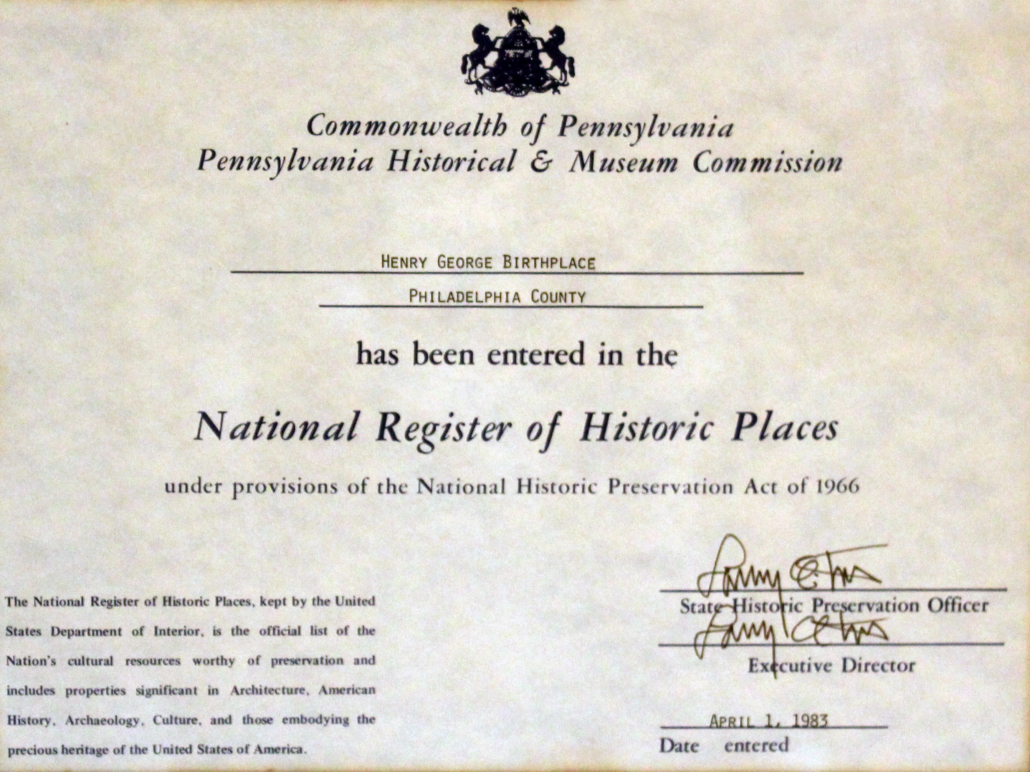 Commonwealth of Pennsylvania
Pennsylvania Historical & Museum Commission
HENRY GEORGE BIRTHPLACE
PHILADELPHIA COUNTY
has been entered in the
National Register of Historic Places
under provisions of the National Historic Preservation Act of 1966
The National Register of Historic Places, kept by the United
States Department of Interior, is the official list of the
Nation's cultural resources worthy of preservation and
includes properties significant in Architecture, American
History, Archaeology, Culture, and those embodying the
precious heritage of the United States of America.
Larry
State Historic Preservation Officer
Larry
Executive Director
APRIL 1, 1983
Date entered